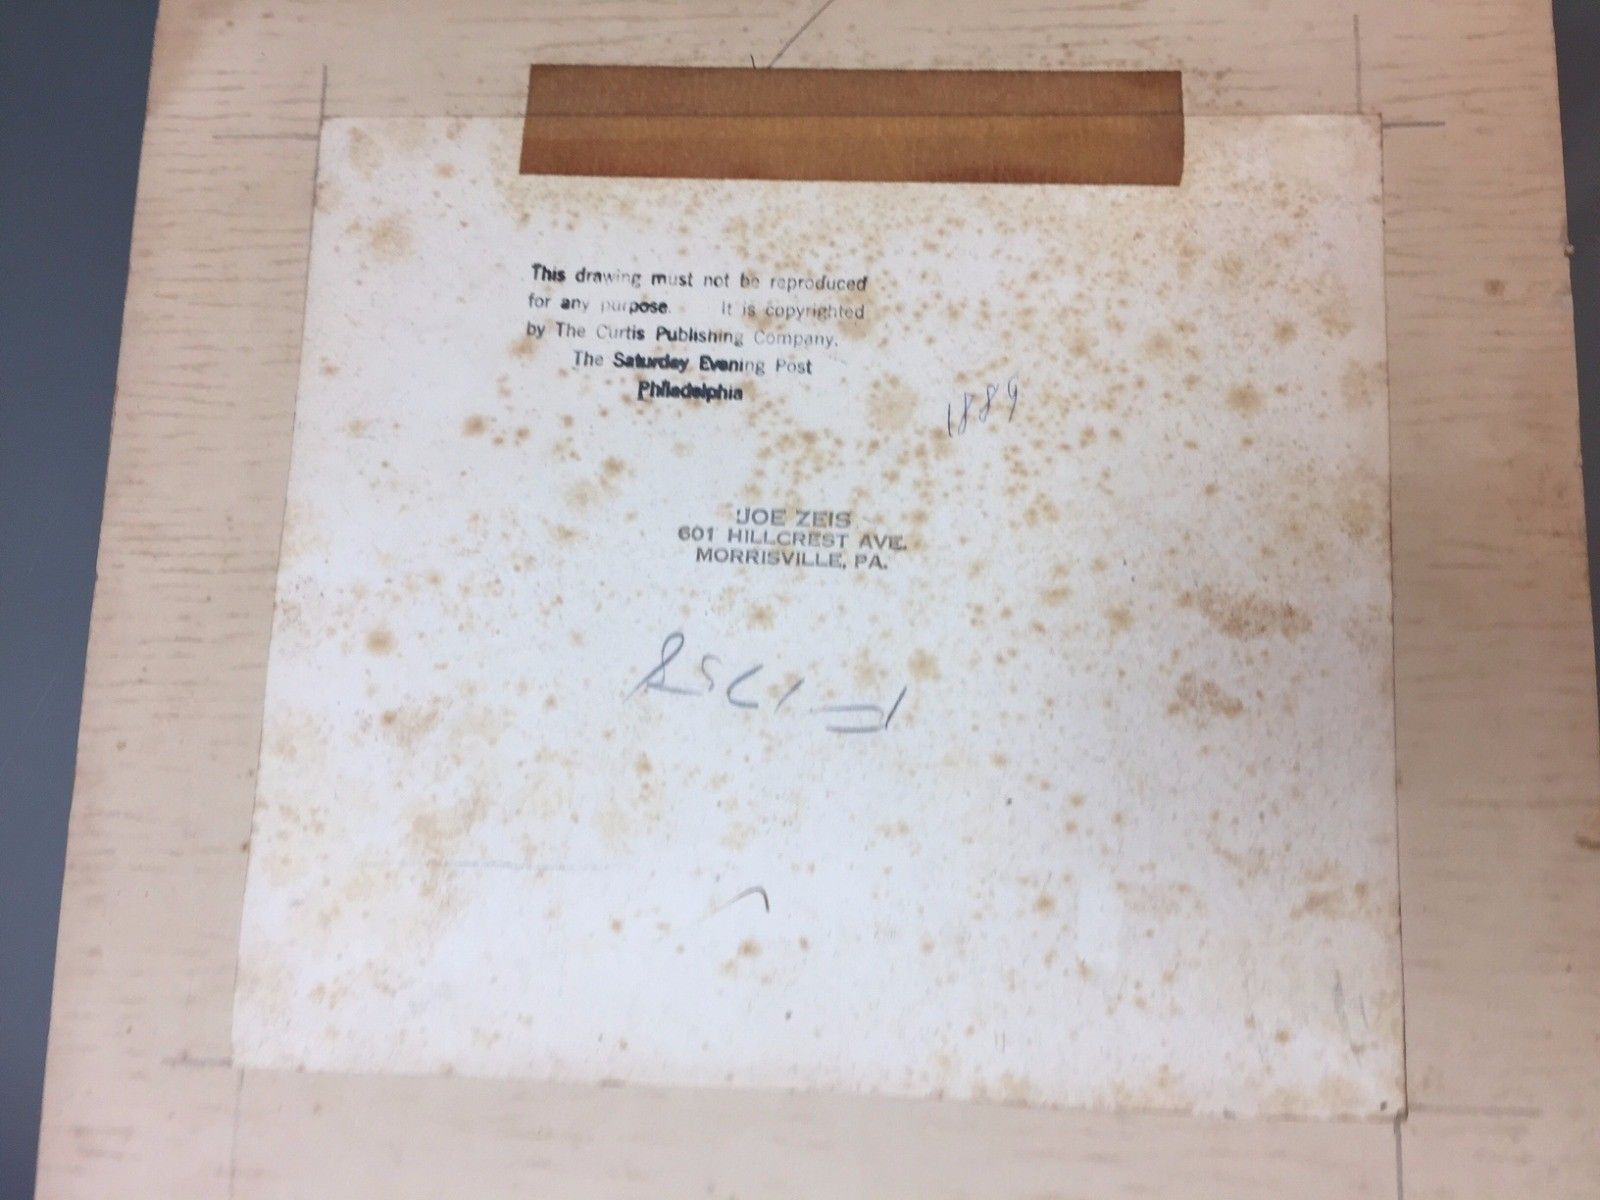 This drawing must not be reproduced
for any purpose. It is copyrighted
by The Curtis Publishing Company.
The Saturday Evening Post
Philadelphia
1889
JOE ZEIS
601 HILLCREST AVE.
MORRISVILLE, PA.